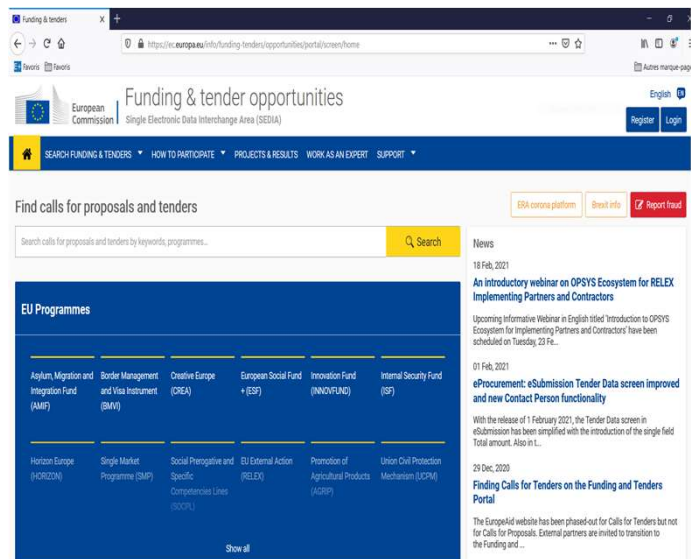 Funding & tenders
https://ec.europa.eu/info/funding-tenders/opportunities/portal/screen/home
Favoris Favoris
Autres marque-page
European
Commission
Funding & tender opportunities
Single Electronic Data Interchange Area (SEDIA)
English EN
Register Login
SEARCH FUNDING & TENDERS HOW TO PARTICIPATE PROJECTS & RESULTS WORK AS AN EXPERT SUPPORT
Find calls for proposals and tenders
ERA corona platform Brexit info Report fraud
Search calls for proposals and tenders by keywords, programmes...
Search
EU Programmes
Asylum, Migration and
Integration Fund
(AMIF)
Border Management
and Visa Instrument
(BMVI)
Creative Europe
(CREA)
European Social Fund
+ (ESF)
Innovation Fund
(INNOVFUND)
Internal Security Fund
(ISF)
Horizon Europe
(HORIZON)
Single Market
Programme (SMP)
Social Prerogative and
Specific
Competencies Lines
(SOCPL)
EU External Action
(RELEX)
Promotion of
Agricultural Products
(AGRIP)
Union Civil Protection
Mechanism (UCPM)
Show all
News
18 Feb, 2021
An introductory webinar on OPSYS Ecosystem for RELEX
Implementing Partners and Contractors
Upcoming Informative Webinar in English titled 'Introduction to OPSYS
Ecosystem for Implementing Partners and Contractors' have been
scheduled on Tuesday, 23 Fe...
01 Feb, 2021
eProcurement: eSubmission Tender Data screen improved
and new Contact Person functionality
With the release of 1 February 2021, the Tender Data screen in
eSubmission has been simplified with the introduction of the single field
Total amount. Also in t...
29 Dec, 2020
Finding Calls for Tenders on the Funding and Tenders
Portal
The EuropeAid website has been phased-out for Calls for Tenders but not
for Calls for Proposals. External partners are invited to transition to
the Funding and ...